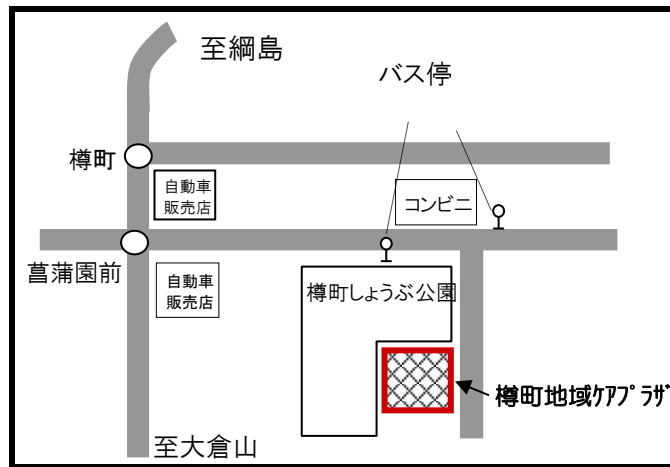 至綱島
バス停
樽町
自動車
販売店
コンビニ
菖蒲園前
自動車
販売店
樽町しょうぶ公園
樽町地域ｹｱﾌﾟﾗｻﾞ
至大倉山